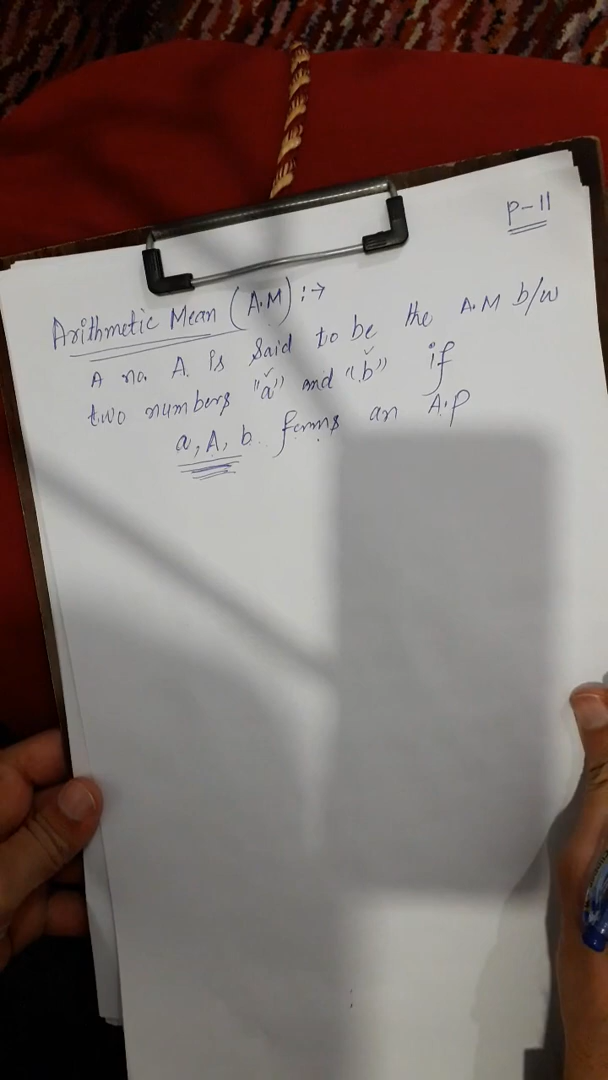 P-11
Arithmetic Mean (A.M) :→
A no. A is said to be the A.M b/w
two numbers "a" and "b" if
a, A, b forms an A.P